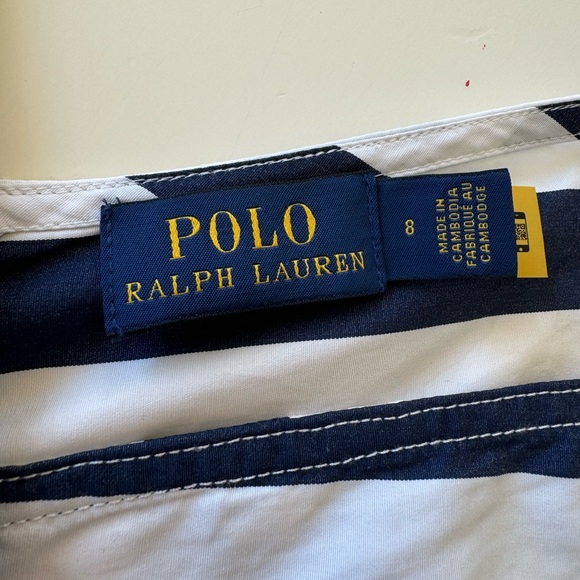 POLO
RALPH LAUREN
8
MADE IN
CAMBODIA
FABRIQUÉ AU
CAMBODGE